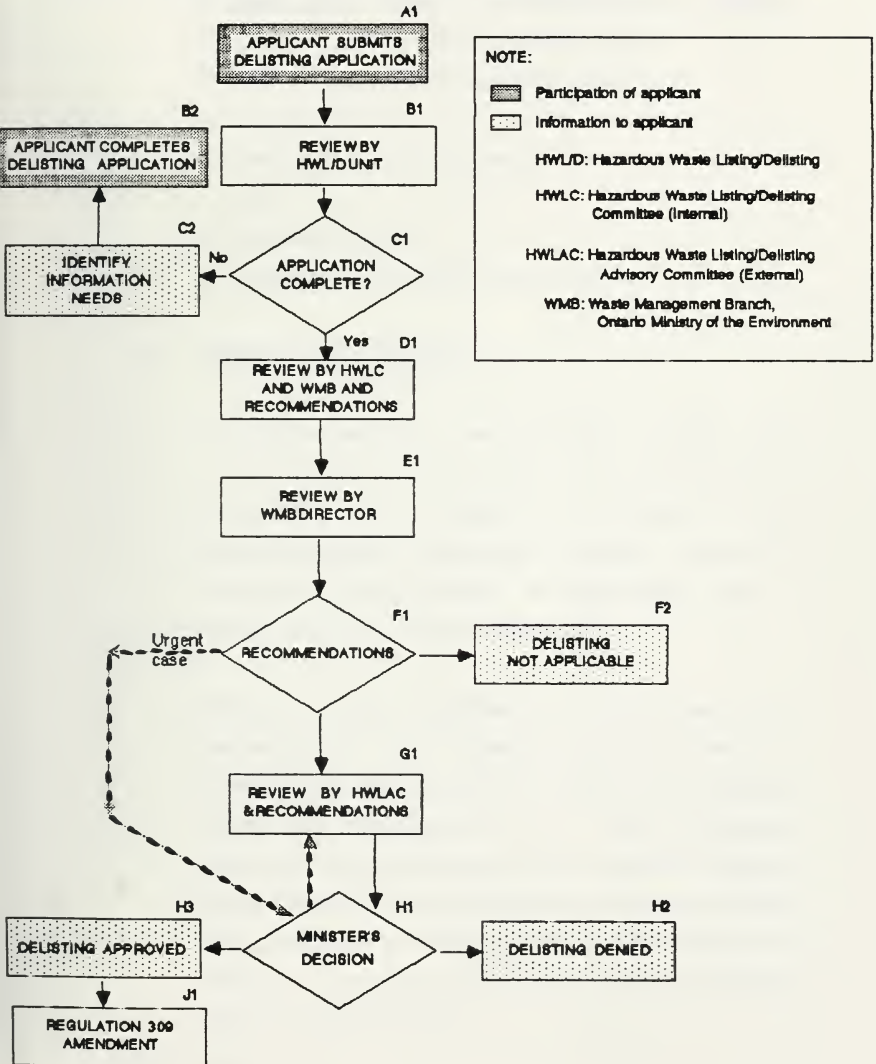 A1
APPLICANT SUBMITS
DELISTING APPLICATION
B1
REVIEW BY
HWL/D UNIT
B2
APPLICANT COMPLETES
DELISTING APPLICATION
C2
IDENTIFY
INFORMATION
NEEDS
No
C1
APPLICATION
COMPLETE?
Yes
D1
REVIEW BY HWLC
AND WMB AND
RECOMMENDATIONS
E1
REVIEW BY
WMBDIRECTOR
F1
RECOMMENDATIONS
Urgent
case
F2
DELISTING
NOT APPLICABLE
G1
REVIEW BY HWLAC
&RECOMMENDATIONS
H1
MINISTER'S
DECISION
H3
DELISTING APPROVED
H2
DELISTING DENIED
J1
REGULATION 309
AMENDMENT
NOTE:
Participation of applicant
Information to applicant
HWL/D: Hazardous Waste Listing/Delisting
HWLC: Hazardous Waste Listing/Delisting
Committee (Internal)
HWLAC: Hazardous Waste Listing/Delisting
Advisory Committee (External)
WMB: Waste Management Branch,
Ontario Ministry of the Environment